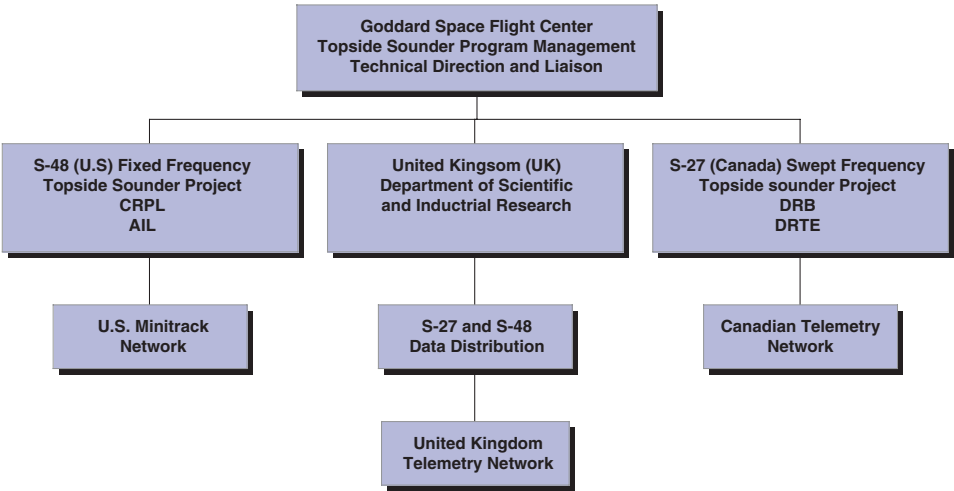 Goddard Space Flight Center
Topside Sounder Program Management
Technical Direction and Liaison
S-48 (U.S) Fixed Frequency
Topside Sounder Project
CRPL
AIL
United Kingsom (UK)
Department of Scientific
and Inductrial Research
S-27 (Canada) Swept Frequency
Topside sounder Project
DRB
DRTE
U.S. Minitrack
Network
S-27 and S-48
Data Distribution
Canadian Telemetry
Network
United Kingdom
Telemetry Network